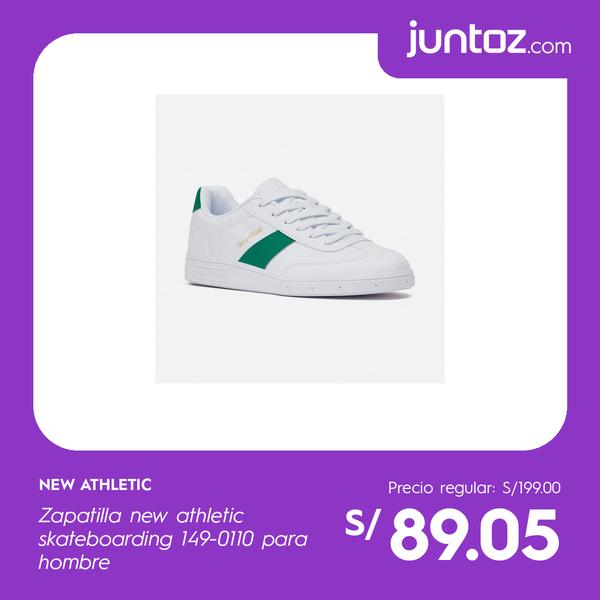 juntoz.com
NEW ATHLETIC
Zapatilla new athletic
skateboarding 149-0110 para
hombre
Precio regular: S/199.00
S/ 89.05